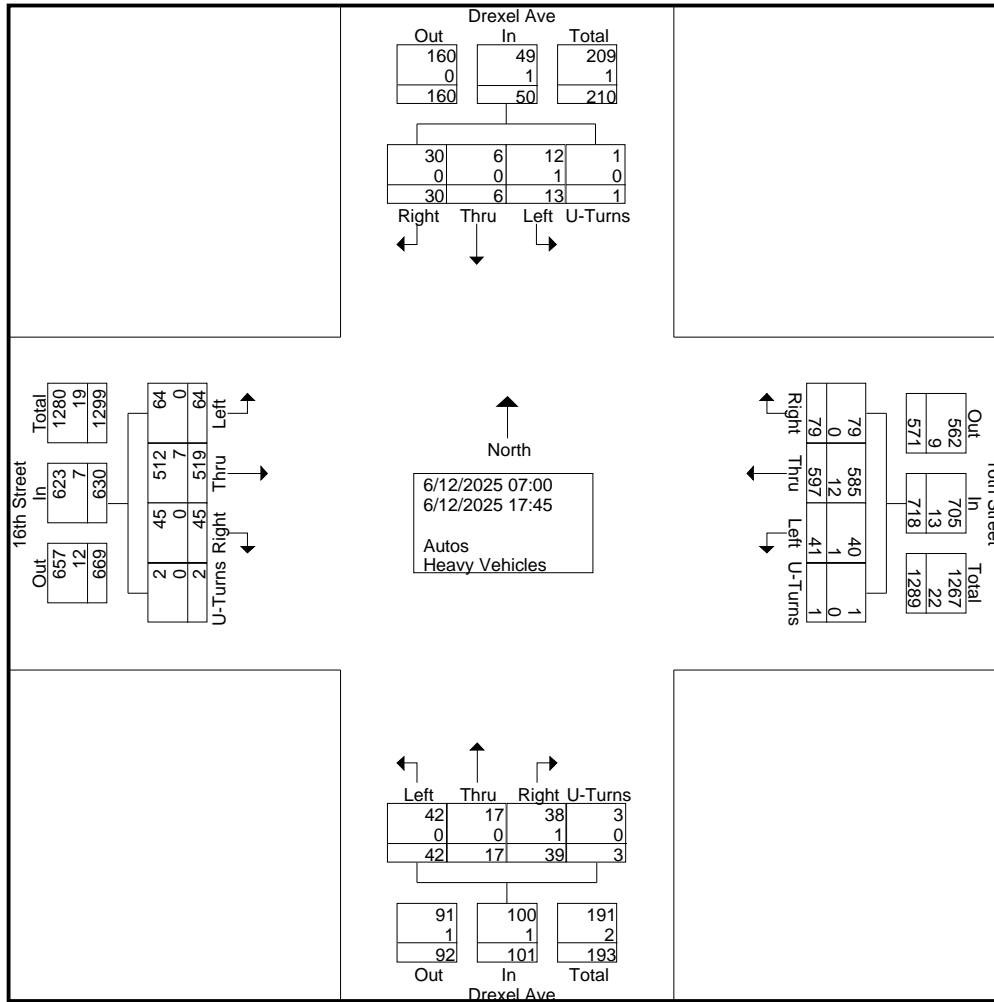 Drexel Ave
Out In Total
160 49 209
0 1 1
160 50 210
30 6 12 1
0 0 1 0
30 6 13 1
Right Thru Left U-Turns
16th Street
Total In Out
1280 623 657
19 7 12
1299 630 669
64 512 45 2
0 7 0 0
64 519 45 2
Left Thru Right U-Turns
North
6/12/2025 07:00
6/12/2025 17:45
Autos
Heavy Vehicles
Street
Out In Total
562 705 1267
9 13 22
571 718 1289
79 585 40 1
0 12 1 0
79 597 41 1
Right Thru Left U-Turns
Left Thru Right U-Turns
42 17 38 3
0 0 1 0
42 17 39 3
91 100 191
1 1 2
92 101 193
Out In Total
Drexel Ave